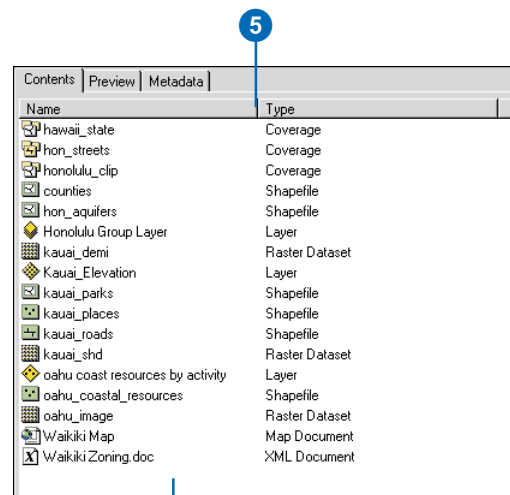 5
Contents Preview Metadata
Name Type
hawaii_state Coverage
hon_streets Coverage
honolulu_clip Coverage
counties Shapefile
hon_aquifers Shapefile
Honolulu Group Layer Layer
kauai_demi Raster Dataset
Kauai_Elevation Layer
kauai_parks Shapefile
kauai_places Shapefile
kauai_roads Shapefile
kauai_shd Raster Dataset
oahu coast resources by activity Layer
oahu_coastal_resources Shapefile
oahu_image Raster Dataset
Waikiki Map Map Document
Waikiki Zoning.doc XML Document